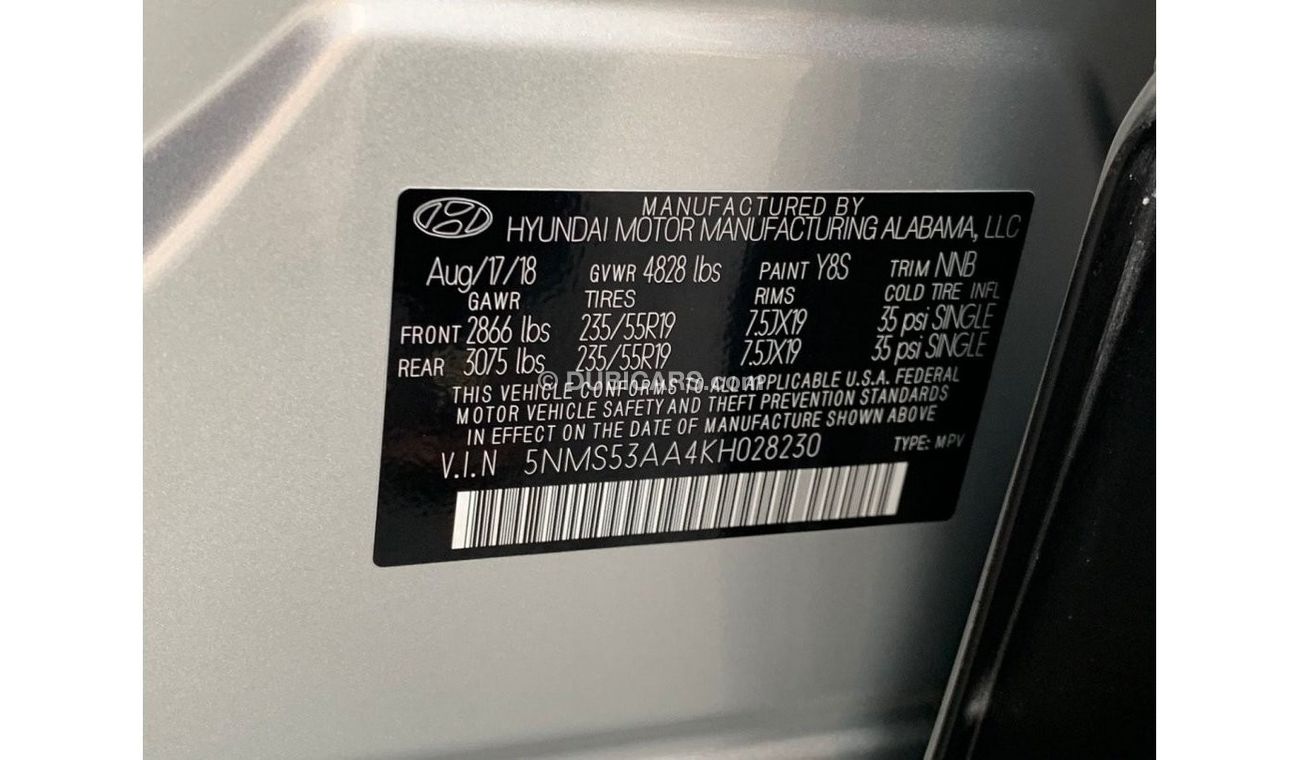 MANUFACTURED BY
HYUNDAI MOTOR MANUFACTURING ALABAMA, LLC
Aug/17/18 GVWR 4828 lbs PAINT Y8S TRIM NNB
GAWR TIRES RIMS COLD TIRE INFL
FRONT 2866 lbs 235/55R19 7.5JX19 35 psi SINGLE
REAR 3075 lbs 235/55R19 7.5JX19 35 psi SINGLE
© DUBICARS.com
THIS VEHICLE CONFORMS TO ALL APPLICABLE U.S.A. FEDERAL
MOTOR VEHICLE SAFETY AND THEFT PREVENTION STANDARDS
IN EFFECT ON THE DATE OF MANUFACTURE SHOWN ABOVE
V.I.N 5NMS53AA4KH028230 TYPE: MPV